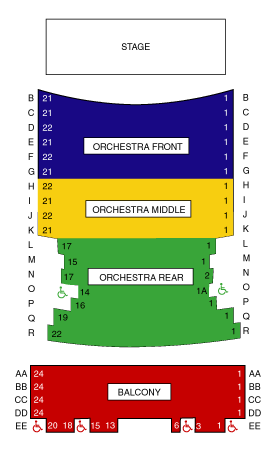 STAGE
B 21 1 B
C 21 1 C
D 22 1 D
E 21 1 E
ORCHESTRA FRONT
F 22 1 F
G 21 1 G
H 22 1 H
I 21 1 I
ORCHESTRA MIDDLE
J 22 1 J
K 21 1 K
L 17 1 L
M 15 1 M
N 17 ORCHESTRA REAR 2 N
O 14 1A O
P 16 1 P
Q 19 1 Q
R 22 1 R
AA 24 1 AA
BB 24 1 BB
BALCONY
CC 24 1 CC
DD 24 1 DD
EE 20 18 15 13 6 3 1 EE